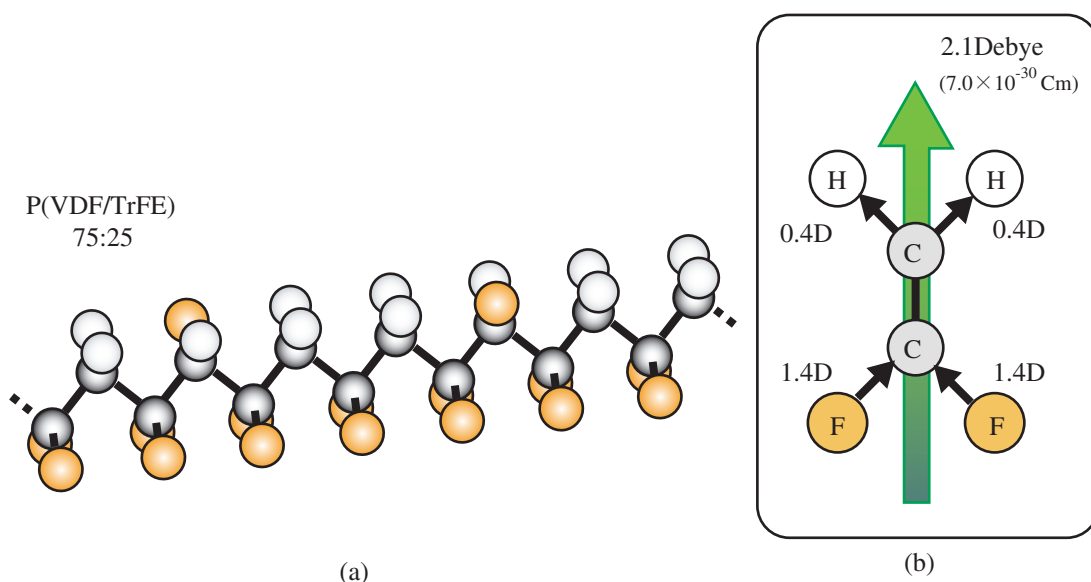 P(VDF/TrFE)
75:25
(a)
2.1Debye
(7.0×10⁻³⁰ Cm)
H
H
0.4D
0.4D
C
C
1.4D
1.4D
F
F
(b)